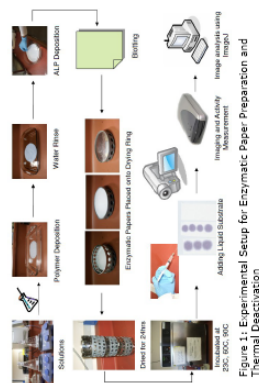 Solutions
Polymer Deposition
Water Rinse
ALP Deposition
Blotting
Enzymatic Papers Placed onto Drying Ring
Dried for 24hrs
Incubated at
23C, 60C, 90C
Adding Liquid Substrate
Imaging and Activity
Measurement
Image analysis using
ImageJ
Figure 1: Experimental Setup for Enzymatic Paper Preparation and
Thermal Deactivation